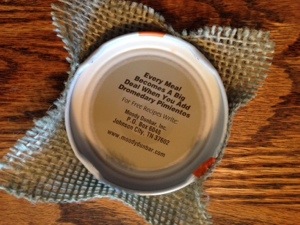 Every Meal
Becomes A Big
Deal When You Add
Dromedary Pimientos
For Free Recipes Write:
Moody Dunbar, Inc.
P.O. Box 6048
Johnson City, TN 37602
www.moodydunbar.com